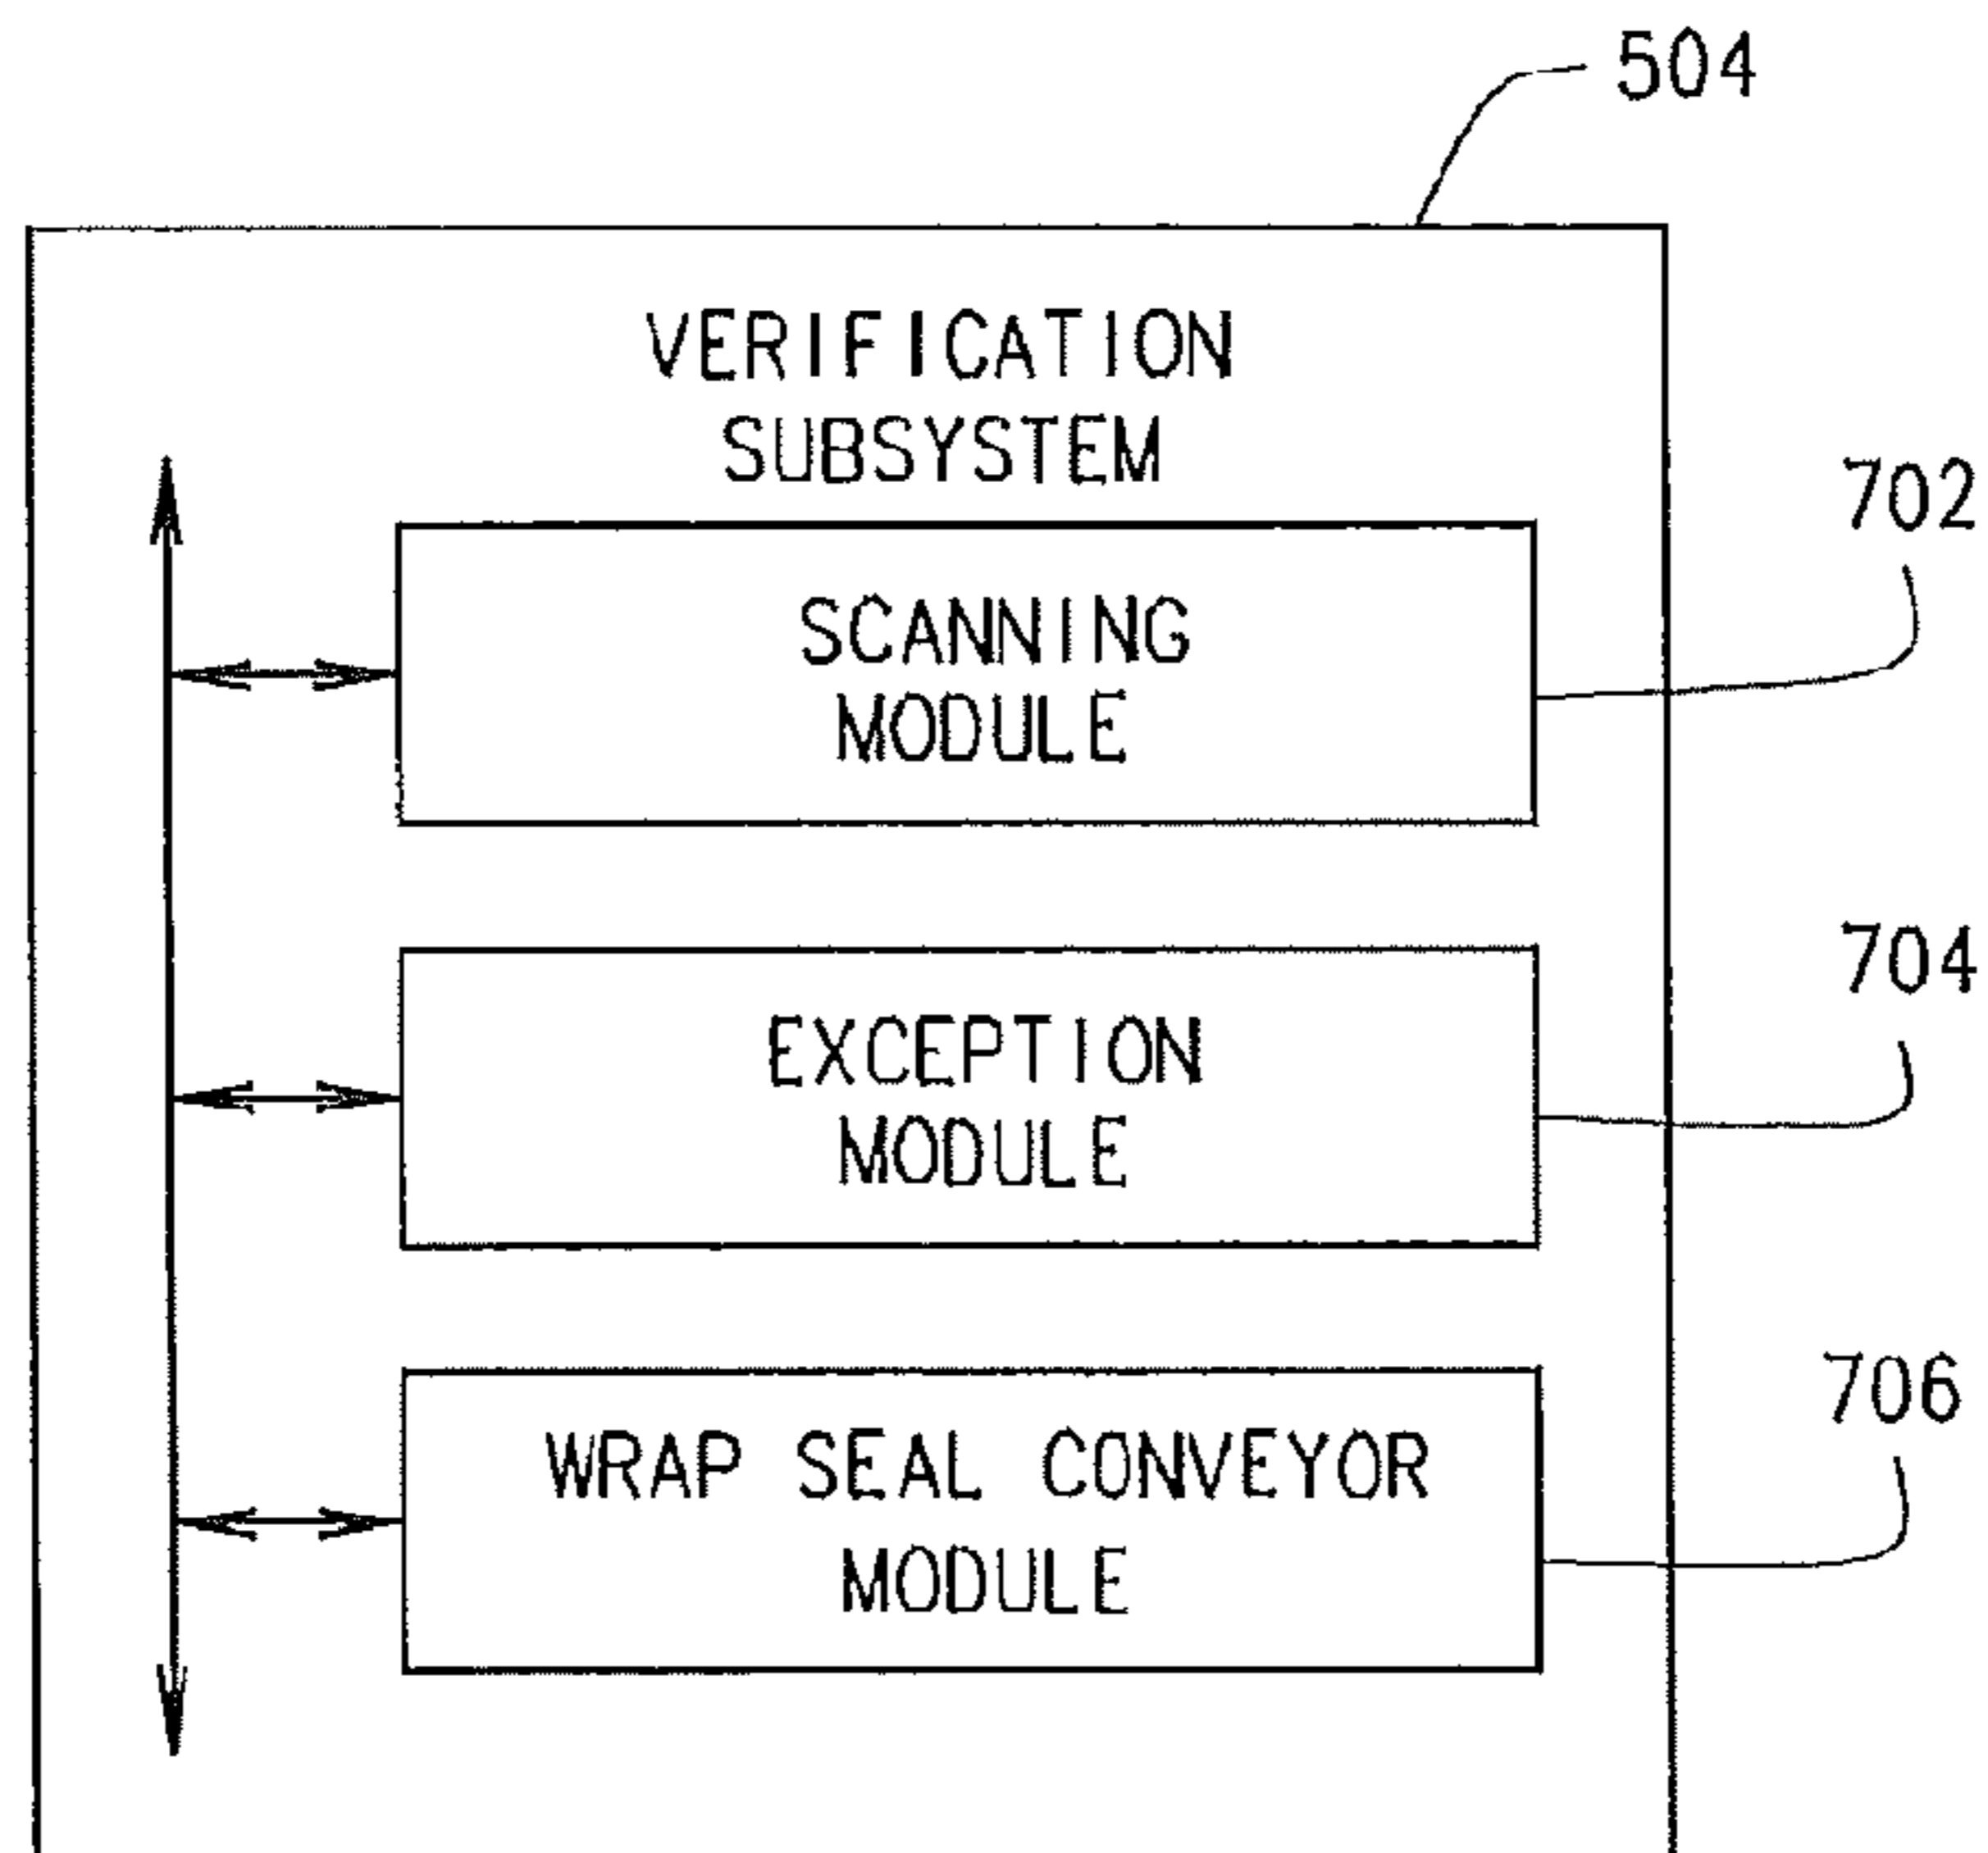 504
VERIFICATION
SUBSYSTEM
702
SCANNING
MODULE
704
EXCEPTION
MODULE
706
WRAP SEAL CONVEYOR
MODULE